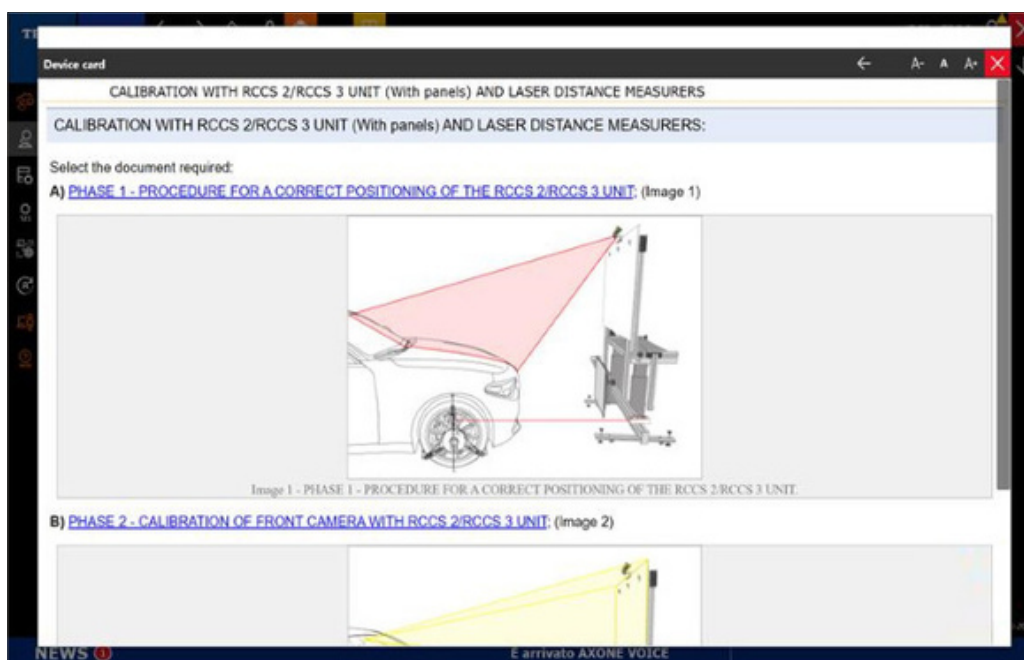 Device card
A- A A+
CALIBRATION WITH RCCS 2/RCCS 3 UNIT (With panels) AND LASER DISTANCE MEASURERS
CALIBRATION WITH RCCS 2/RCCS 3 UNIT (With panels) AND LASER DISTANCE MEASURERS:
Select the document required:
A) PHASE 1 - PROCEDURE FOR A CORRECT POSITIONING OF THE RCCS 2/RCCS 3 UNIT; (Image 1)
Image 1 - PHASE 1 - PROCEDURE FOR A CORRECT POSITIONING OF THE RCCS 2/RCCS 3 UNIT.
B) PHASE 2 - CALIBRATION OF FRONT CAMERA WITH RCCS 2/RCCS 3 UNIT; (Image 2)
NEWS 1 È arrivato AXONE VOICE